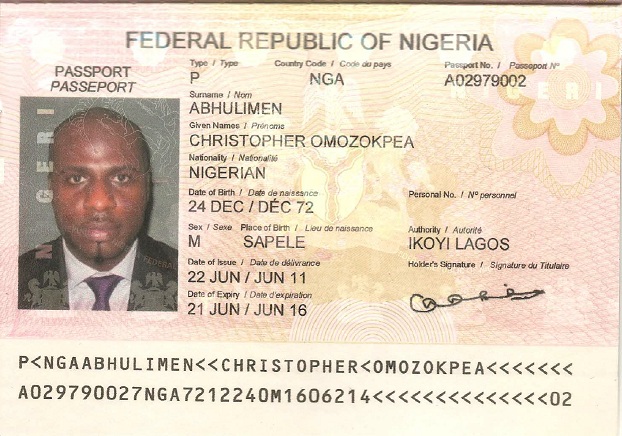 FEDERAL REPUBLIC OF NIGERIA
PASSPORT
PASSEPORT
Type / Type Country Code / Code du pays Passport No. / Passeport N°
P NGA A02979002
Surname / Nom
ABHULIMEN
Given Names / Prénoms
CHRISTOPHER OMOZOKPEA
Nationality / Nationalité
NIGERIAN
Date of Birth / Date de naissance Personal No. / N° personnel
24 DEC / DÉC 72
Sex / Sexe Place of Birth / Lieu de naissance Authority / Autorité
M SAPELE IKOYI LAGOS
Date of Issue / Date de délivrance Holder's Signature / Signature du Titulaire
22 JUN / JUN 11
Date of Expiry / Date d'expiration
21 JUN / JUN 16
P<NGAABHULIMEN<<CHRISTOPHER<OMOZOKPEA<<<<<<<
A029790027NGA7212240M1606214<<<<<<<<<<<<<<02